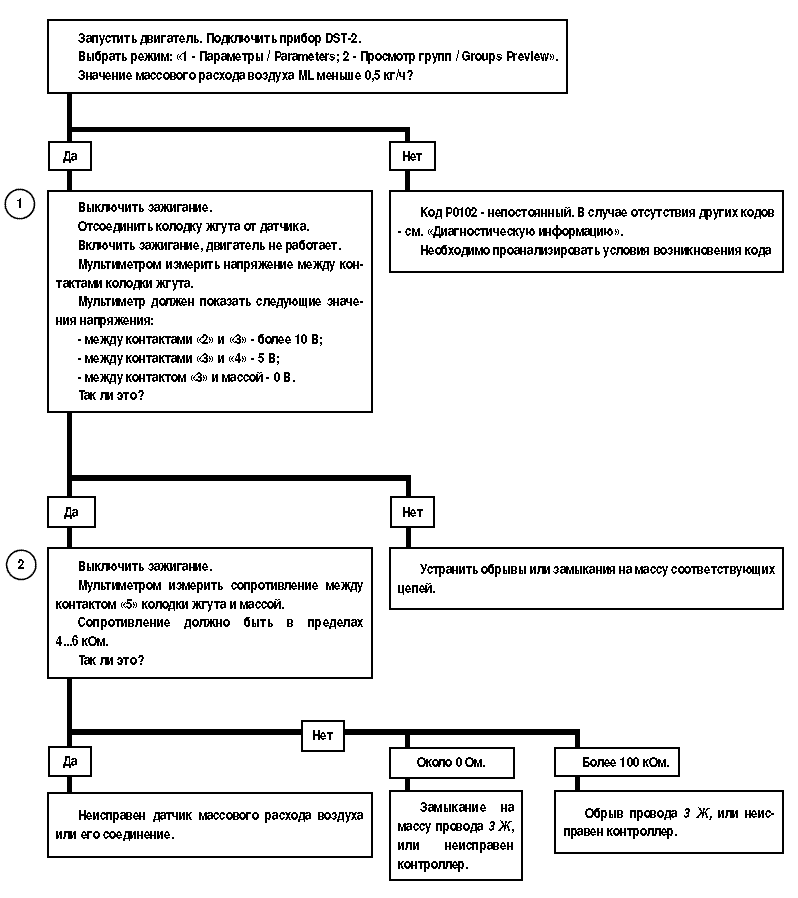 Запустить двигатель. Подключить прибор DST-2.
Выбрать режим: «1 - Параметры / Parameters; 2 - Просмотр групп / Groups Preview».
Значение массового расхода воздуха ML меньше 0,5 кг/ч?
Да
Нет
1
Выключить зажигание.
Отсоединить колодку жгута от датчика.
Включить зажигание, двигатель не работает.
Мультиметром измерить напряжение между кон-
тактами колодки жгута.
Мультиметр должен показать следующие значе-
ния напряжения:
- между контактами «2» и «3» - более 10 В;
- между контактами «3» и «4» - 5 В;
- между контактом «3» и массой - 0 В.
Так ли это?
Код Р0102 - непостоянный. В случае отсутствия других кодов
- см. «Диагностическую информацию».
Необходимо проанализировать условия возникновения кода
Да
Нет
2
Выключить зажигание.
Мультиметром измерить сопротивление между
контактом «5» колодки жгута и массой.
Сопротивление должно быть в пределах
4...6 кОм.
Так ли это?
Устранить обрывы или замыкания на массу соответствующих
цепей.
Нет
Да
Около 0 Ом.
Более 100 кОм.
Неисправен датчик массового расхода воздуха
или его соединение.
Замыкание на
массу провода 3 Ж,
или неисправен
контроллер.
Обрыв провода 3 Ж, или неис-
правен контроллер.